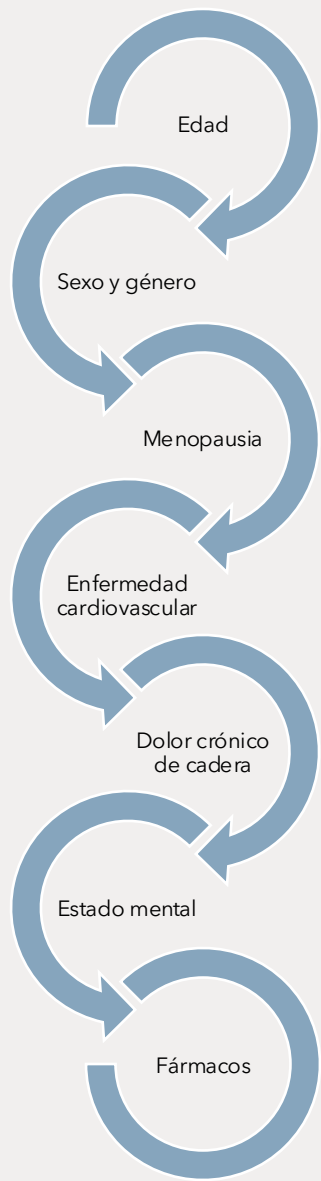 Edad
Sexo y género
Menopausia
Enfermedad
cardiovascular
Dolor crónico
de cadera
Estado mental
Fármacos